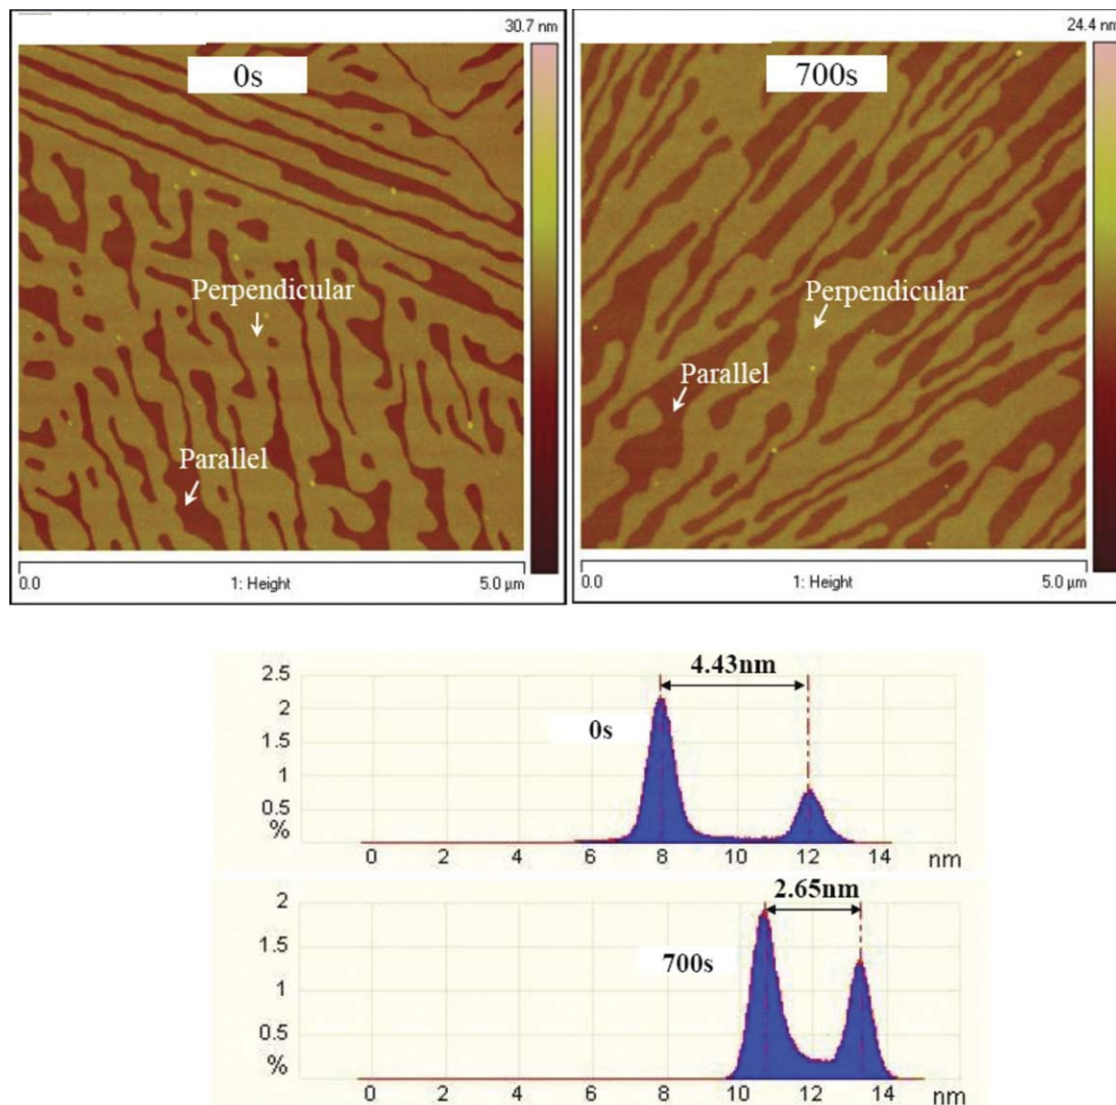 30.7 nm
0s
Perpendicular
Parallel
0.0 1: Height 5.0 µm
24.4 nm
700s
Perpendicular
Parallel
0.0 1: Height 5.0 µm
4.43nm
2.5
2
1.5
1
0.5
%
0s
0 2 4 6 8 10 12 14 nm
2.65nm
2
1.5
1
0.5
%
700s
0 2 4 6 8 10 12 14 nm